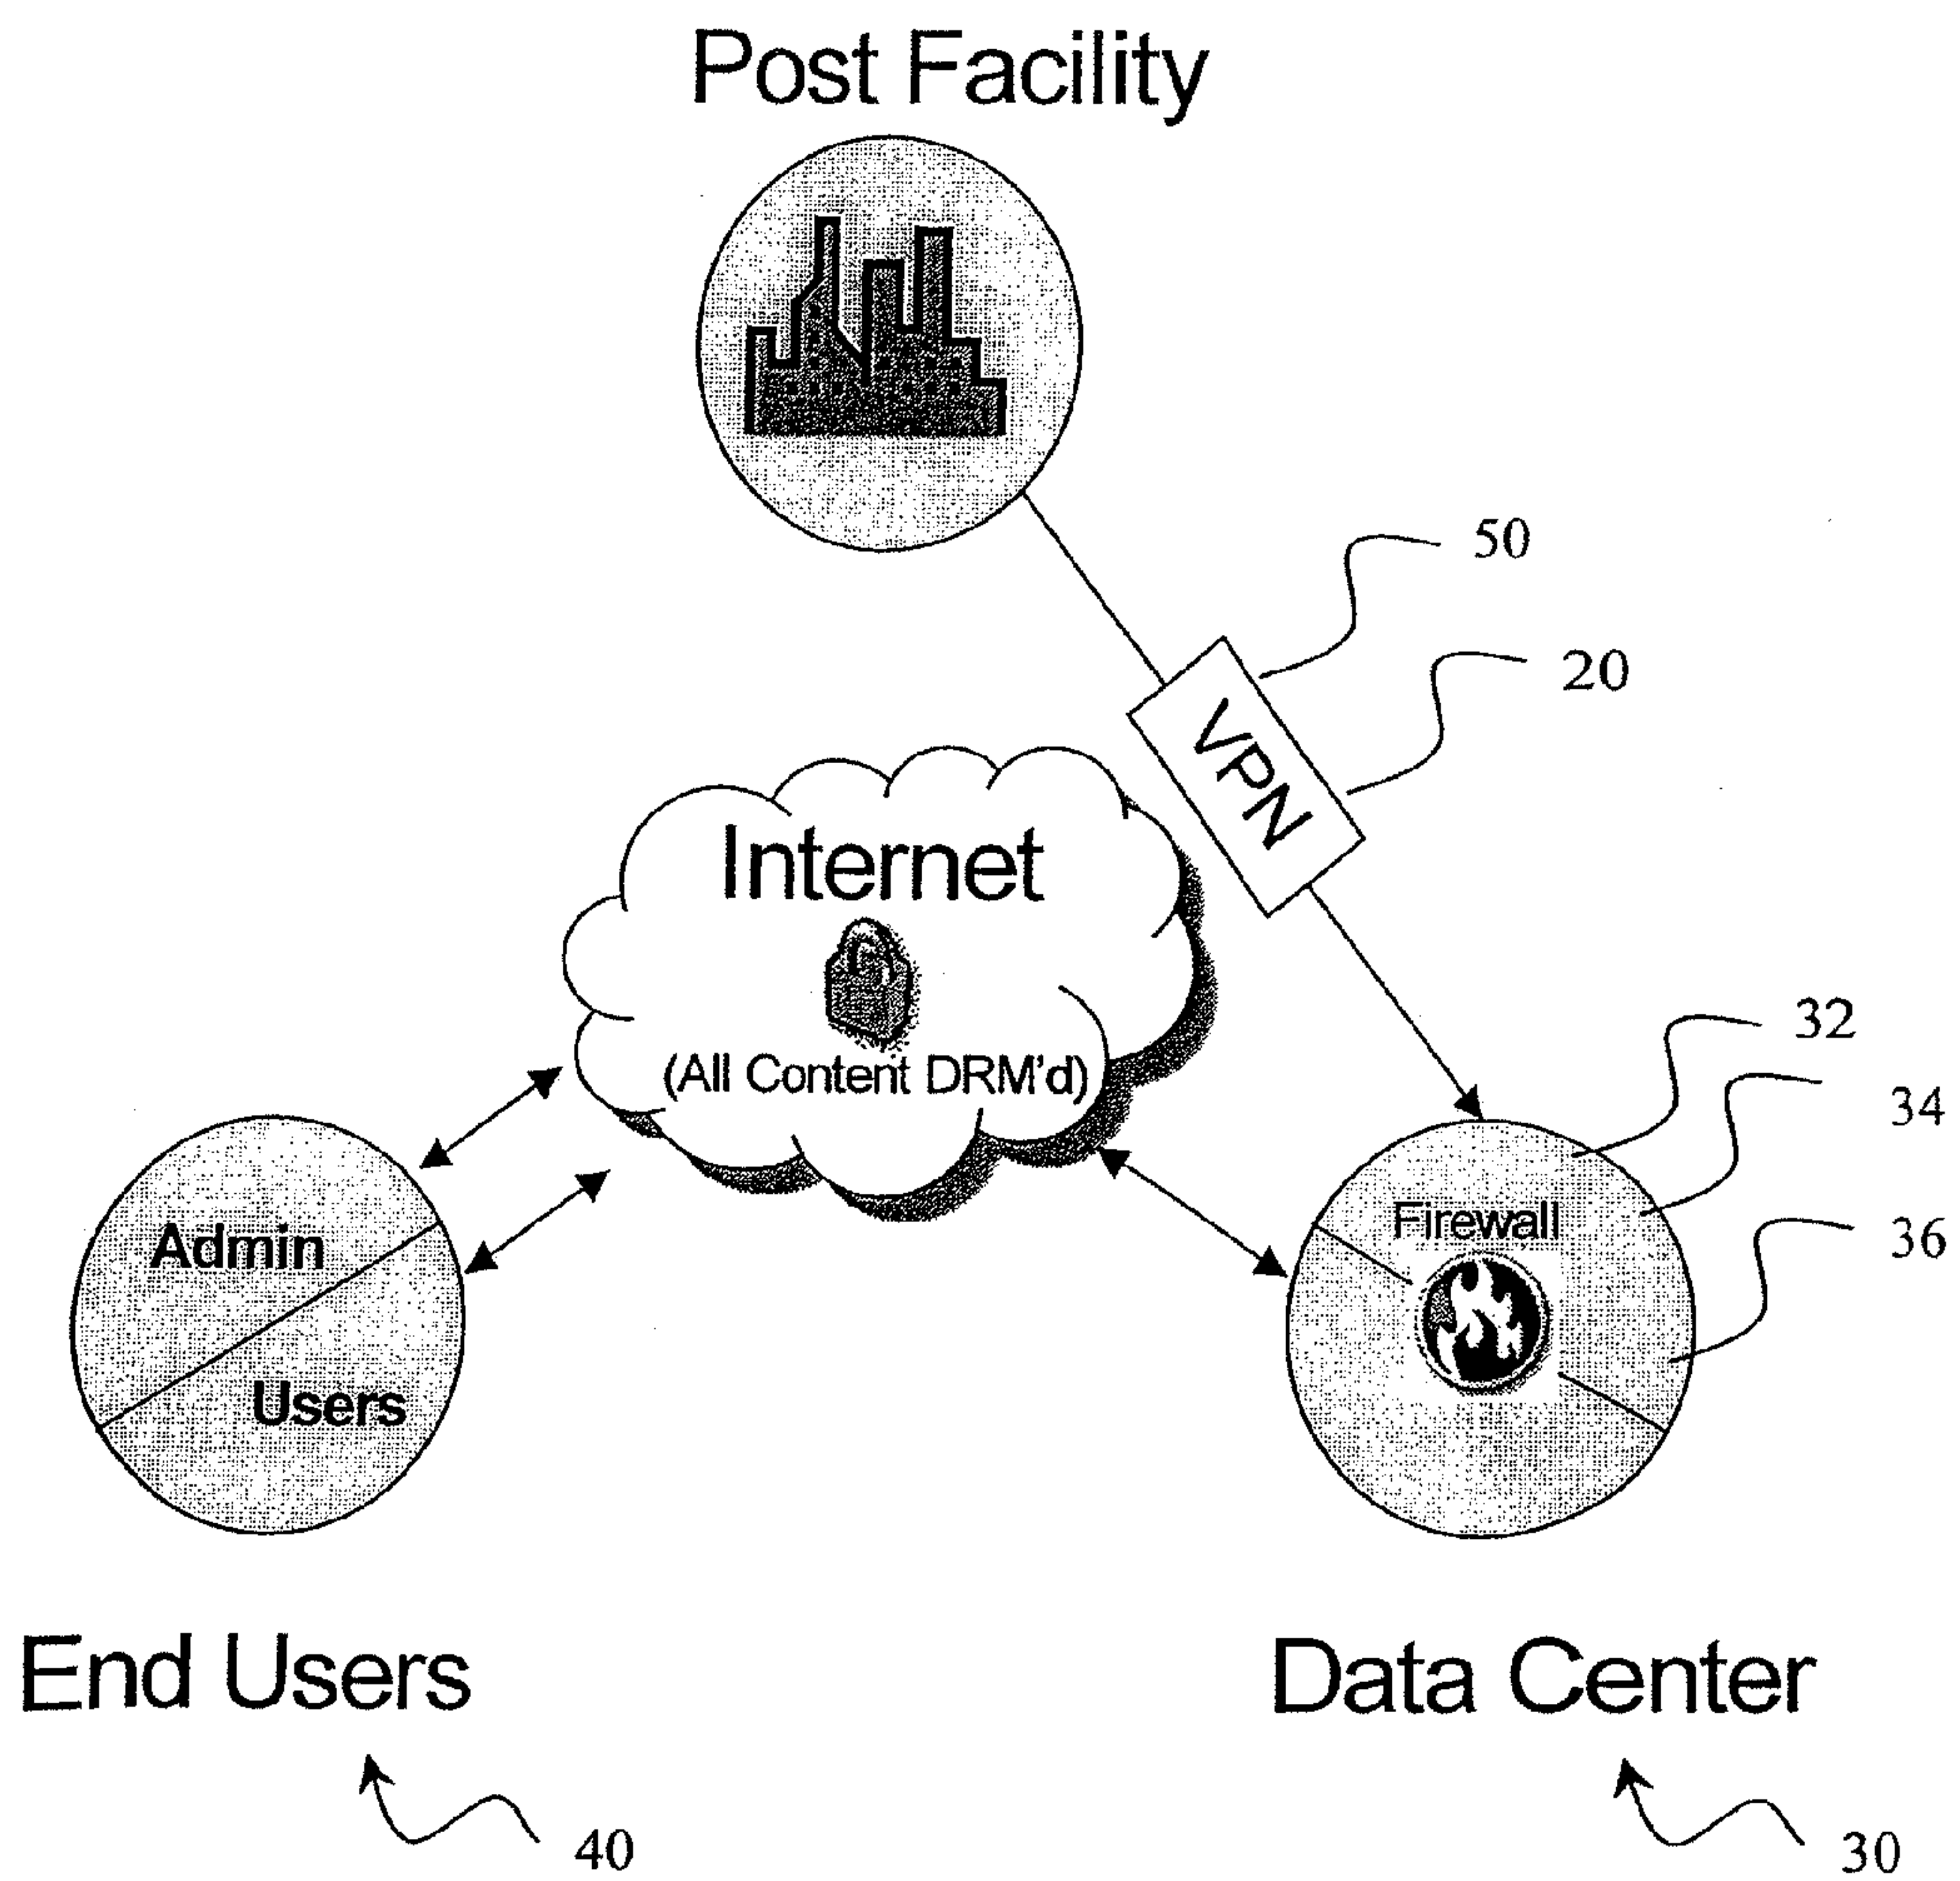 Post Facility
50
20
VPN
Internet
(All Content DRM'd)
32
34
36
Firewall
Admin
Users
End Users
Data Center
40
30